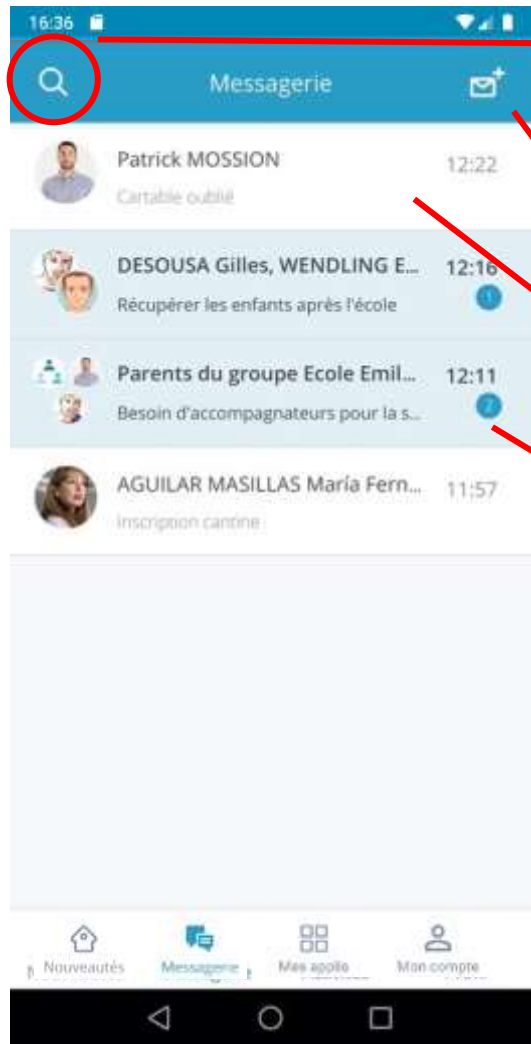 16:36
Messagerie
Patrick MOSSION
12:22
Cartable oublié
DESOUSA Gilles, WENDLING E...
12:16
Récupérer les enfants après l'école
1
Parents du groupe Ecole Emil...
12:11
Besoin d'accompagnateurs pour la s...
2
AGUILAR MASILLAS María Fern...
11:57
Inscription cantine
Nouveautés
Messagerie
Mes applis
Mon compte